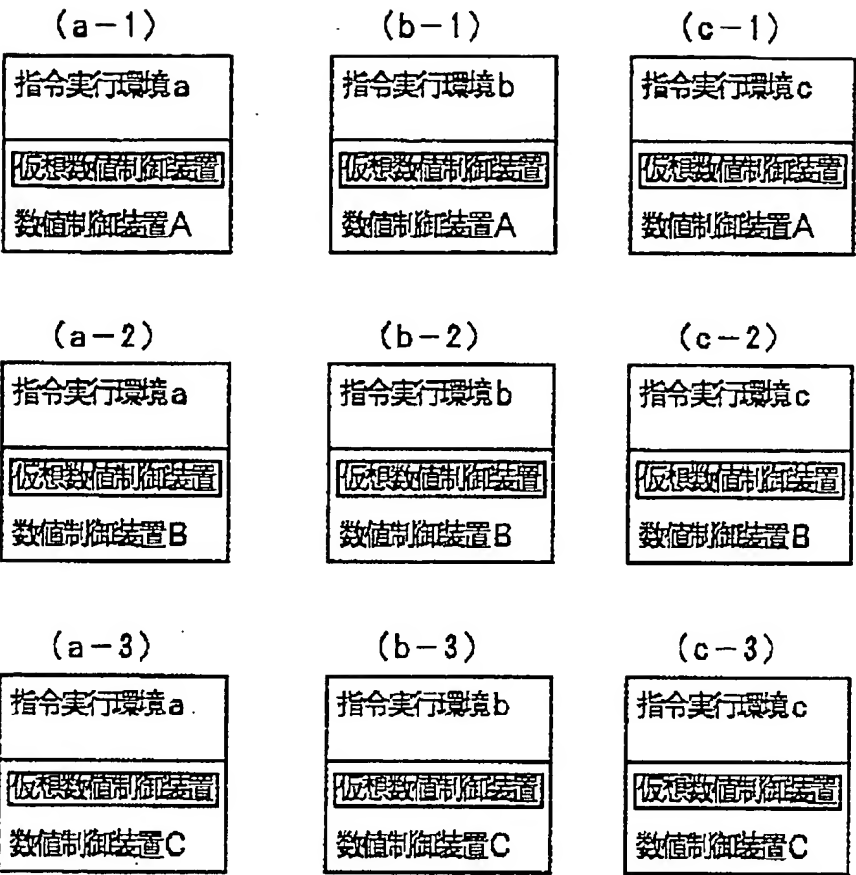 (a-1)
指令実行環境a
仮想数値制御装置
数値制御装置A
(b-1)
指令実行環境b
仮想数値制御装置
数値制御装置A
(c-1)
指令実行環境c
仮想数値制御装置
数値制御装置A
(a-2)
指令実行環境a
仮想数値制御装置
数値制御装置B
(b-2)
指令実行環境b
仮想数値制御装置
数値制御装置B
(c-2)
指令実行環境c
仮想数値制御装置
数値制御装置B
(a-3)
指令実行環境a
仮想数値制御装置
数値制御装置C
(b-3)
指令実行環境b
仮想数値制御装置
数値制御装置C
(c-3)
指令実行環境c
仮想数値制御装置
数値制御装置C